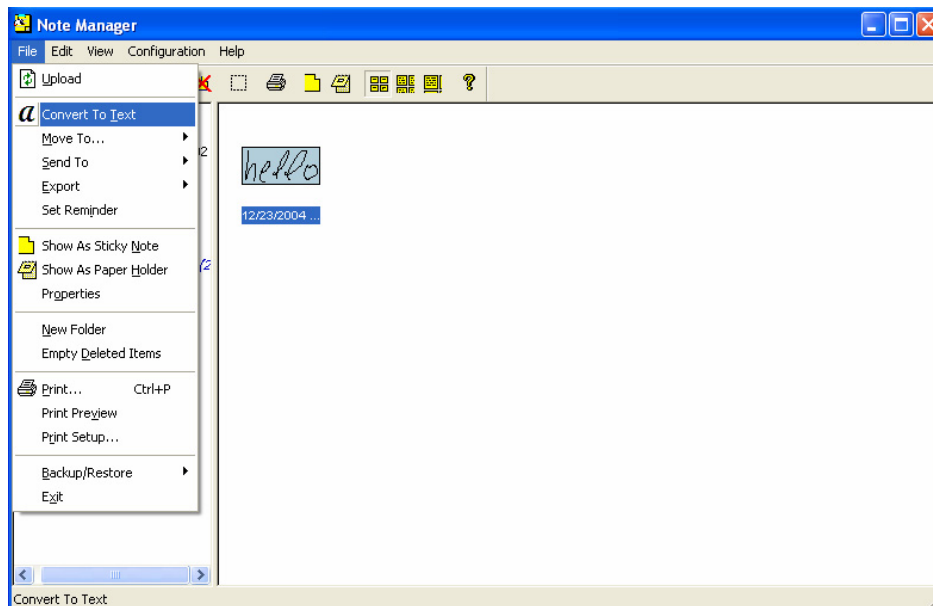 Note Manager
File Edit View Configuration Help
Upload
a Convert To Text
Move To...
2
Send To
Export
Set Reminder
hello
12/23/2004 ...
Show As Sticky Note
Show As Paper Holder
(2
Properties
New Folder
Empty Deleted Items
Print... Ctrl+P
Print Preview
Print Setup...
Backup/Restore
Exit
Convert To Text